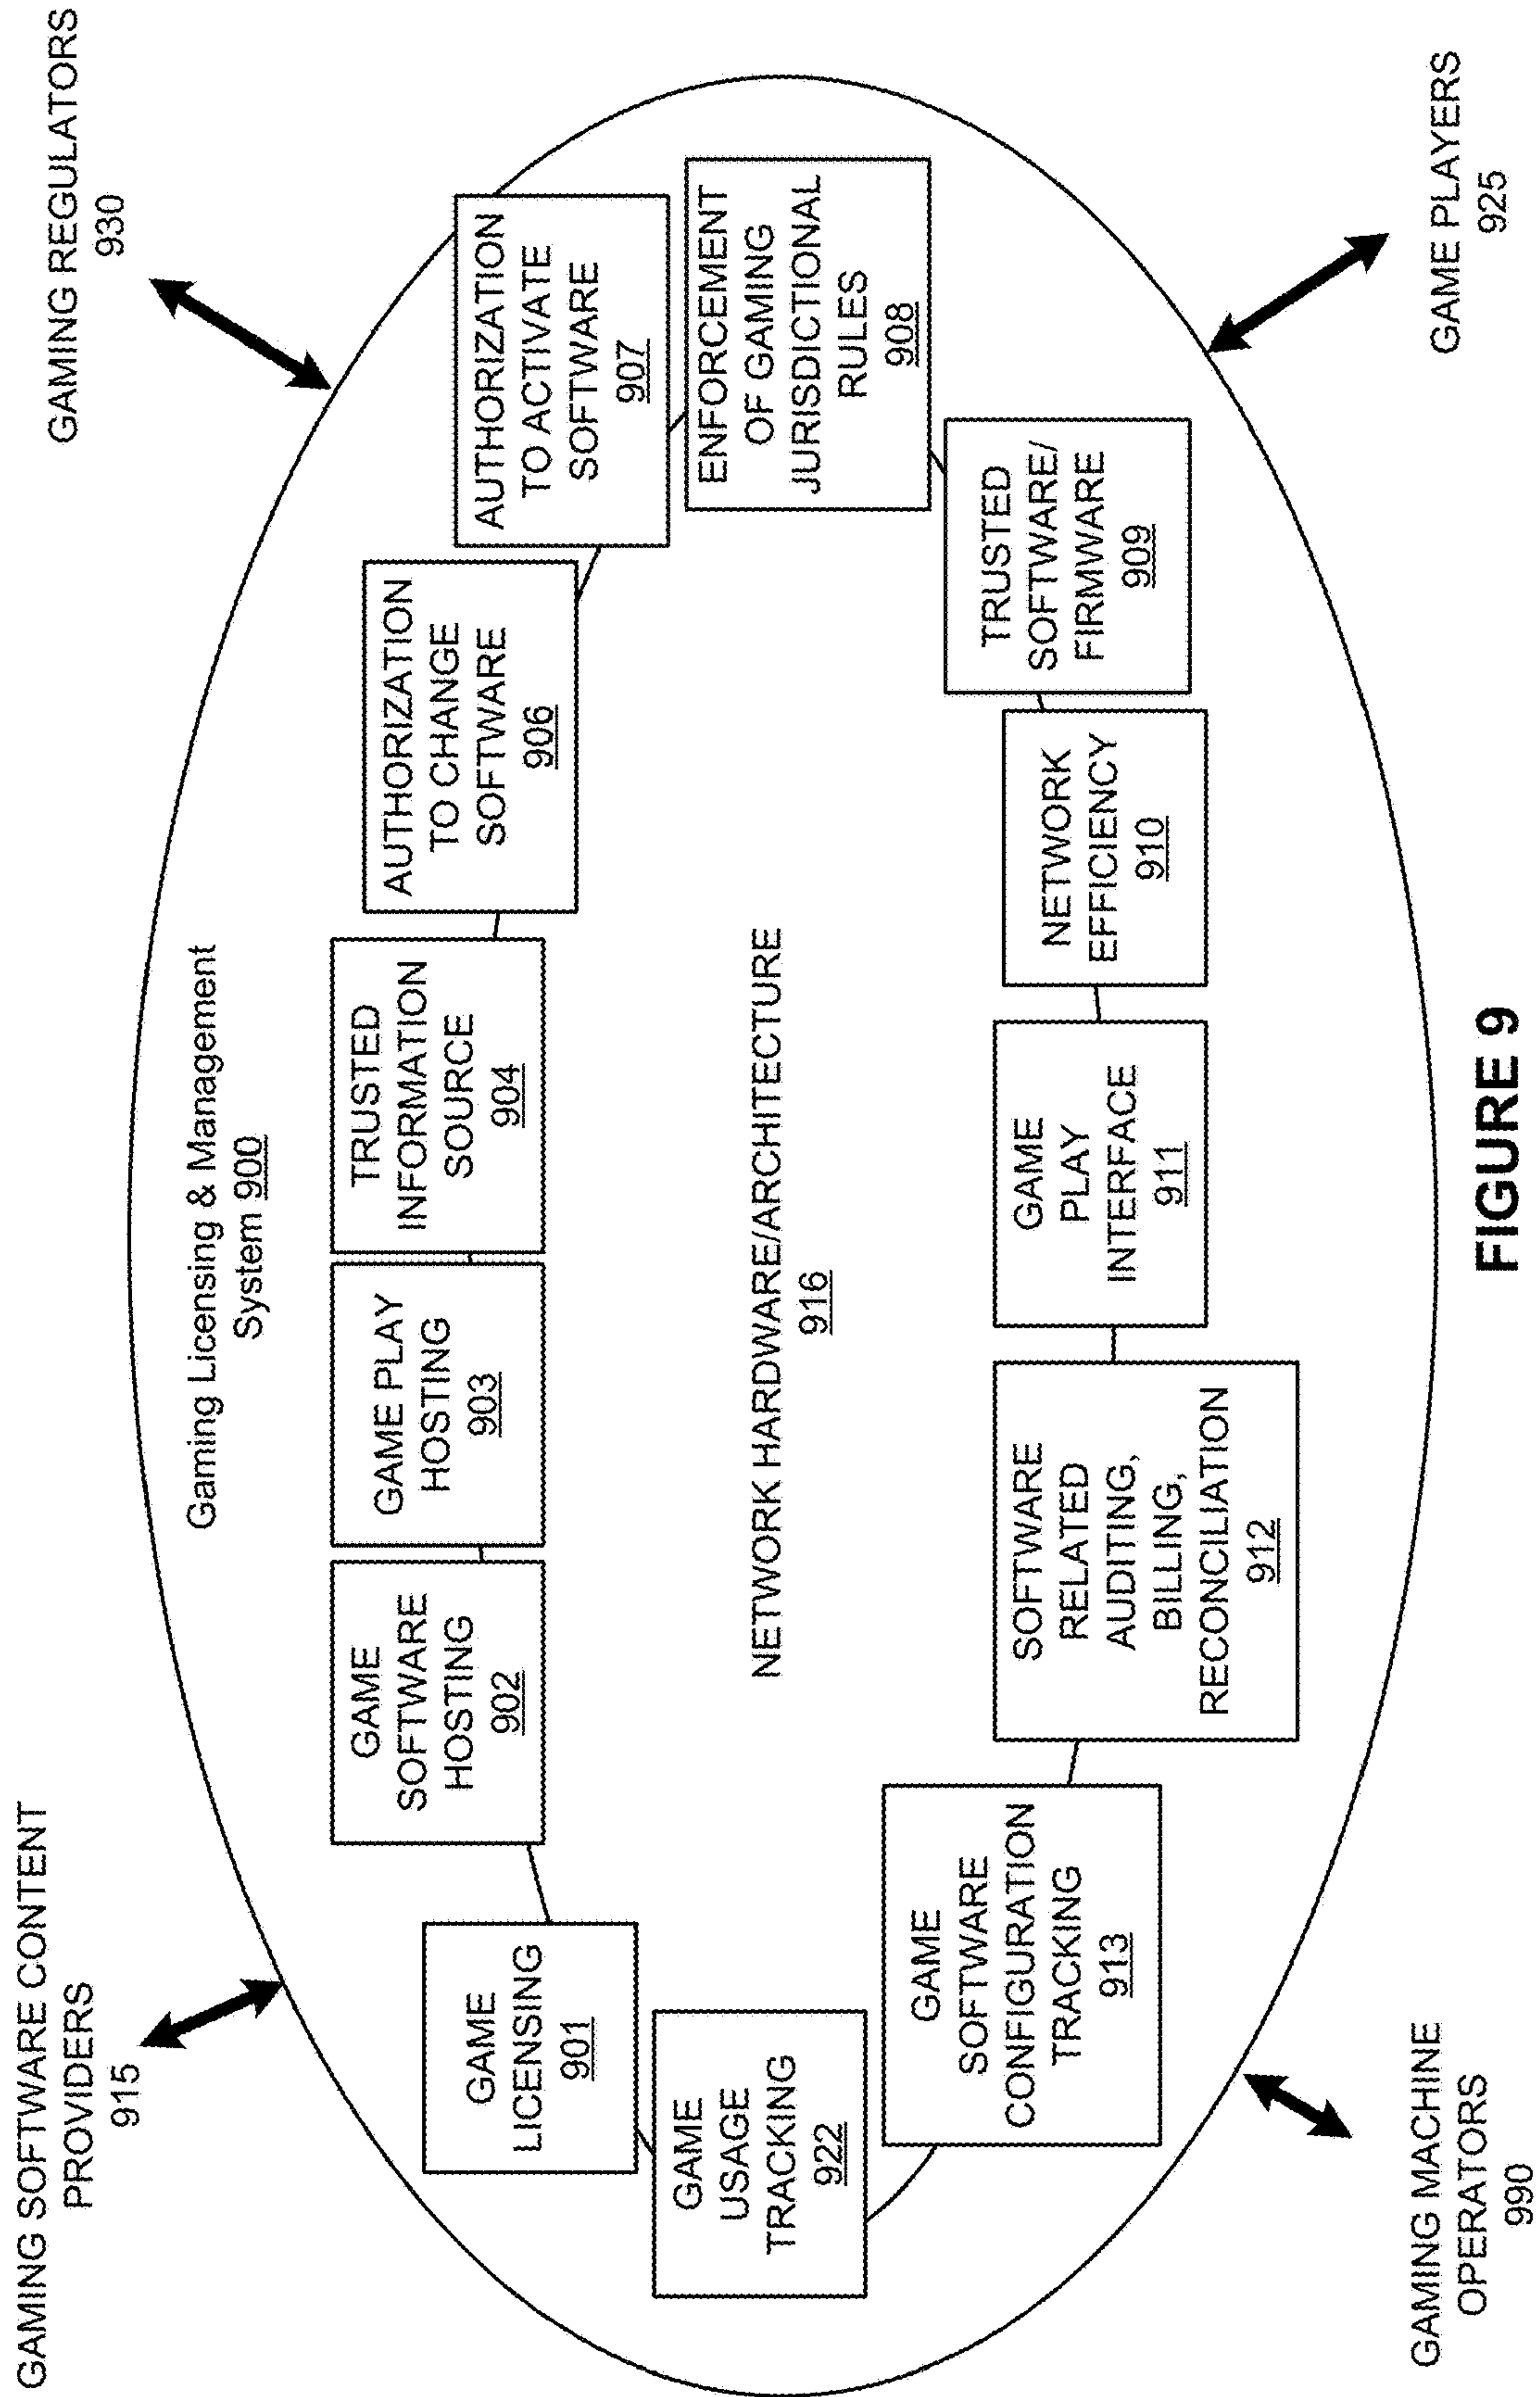 GAMING SOFTWARE CONTENT
PROVIDERS
915
GAMING REGULATORS
930
Gaming Licensing & Management
System 900
GAME
LICENSING
901
GAME
SOFTWARE
HOSTING
902
GAME PLAY
HOSTING
903
TRUSTED
INFORMATION
SOURCE
904
AUTHORIZATION
TO CHANGE
SOFTWARE
906
AUTHORIZATION
TO ACTIVATE
SOFTWARE
907
ENFORCEMENT
OF GAMING
JURISDICTIONAL
RULES
908
NETWORK HARDWARE/ARCHITECTURE
916
GAME
USAGE
TRACKING
922
GAME
SOFTWARE
CONFIGURATION
TRACKING
913
SOFTWARE
RELATED
AUDITING,
BILLING,
RECONCILIATION
912
GAME
PLAY
INTERFACE
911
NETWORK
EFFICIENCY
910
TRUSTED
SOFTWARE/
FIRMWARE
909
GAMING MACHINE
OPERATORS
990
GAME PLAYERS
925
FIGURE 9